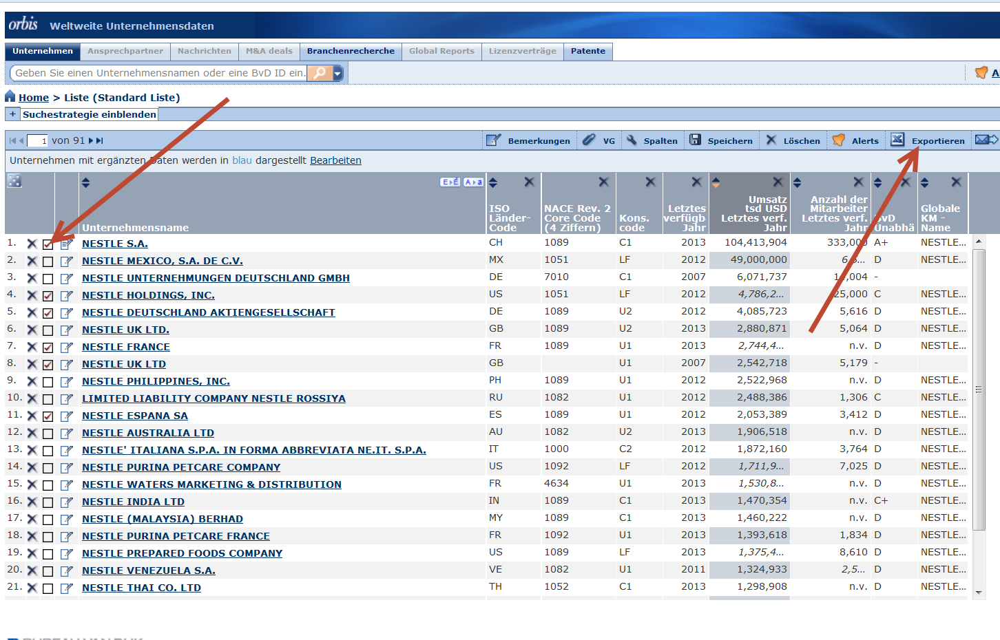 orbis Weltweite Unternehmensdaten
Unternehmen Ansprechpartner Nachrichten M&A deals Branchenrecherche Global Reports Lizenzverträge Patente
Geben Sie einen Unternehmensnamen oder eine BvD ID ein.
Home > Liste (Standard Liste)
+ Suchestrategie einblenden
1 von 91 Bemerkungen VG Spalten Speichern Löschen Alerts Exportieren
Unternehmen mit ergänzten Daten werden in blau dargestellt Bearbeiten
Unternehmensname
ISO Länder-Code
NACE Rev. 2 Core Code (4 Ziffern)
Kons. code
Letztes verfügb. Jahr
Umsatz tsd USD Letztes verf. Jahr
Anzahl der Mitarbeiter Letztes verf. Jahr
BvD Unabhä
Globale KM - Name
1. NESTLE S.A. CH 1089 C1 2013 104,413,904 333,000 A+ NESTLE...
2. NESTLE MEXICO, S.A. DE C.V. MX 1051 LF 2012 49,000,000 D NESTLE...
3. NESTLE UNTERNEHMUNGEN DEUTSCHLAND GMBH DE 7010 C1 2007 6,071,737 -
4. NESTLE HOLDINGS, INC. US 1051 LF 2012 4,786,2... 25,000 C NESTLE...
5. NESTLE DEUTSCHLAND AKTIENGESELLSCHAFT DE 1089 U2 2012 4,085,723 5,616 D NESTLE...
6. NESTLE UK LTD. GB 1089 U2 2013 2,880,871 5,064 D NESTLE...
7. NESTLE FRANCE FR 1089 U1 2013 2,744,4... n.v. D NESTLE...
8. NESTLE UK LTD GB U1 2007 2,542,718 5,179 -
9. NESTLE PHILIPPINES, INC. PH 1089 U1 2012 2,522,968 n.v. D NESTLE...
10. LIMITED LIABILITY COMPANY NESTLE ROSSIYA RU 1082 U1 2012 2,488,386 1,306 C NESTLE...
11. NESTLE ESPANA SA ES 1089 U1 2012 2,053,389 3,412 D NESTLE...
12. NESTLE AUSTRALIA LTD AU 1082 U2 2013 1,906,518 n.v. D NESTLE...
13. NESTLE' ITALIANA S.P.A. IN FORMA ABBREVIATA NE.IT. S.P.A. IT 1000 C2 2012 1,872,160 3,764 D NESTLE...
14. NESTLE PURINA PETCARE COMPANY US 1092 LF 2012 1,711,9... 7,025 D NESTLE...
15. NESTLE WATERS MARKETING & DISTRIBUTION FR 4634 U1 2013 1,530,8... n.v. D NESTLE...
16. NESTLE INDIA LTD IN 1089 C1 2013 1,470,354 n.v. C+ NESTLE...
17. NESTLE (MALAYSIA) BERHAD MY 1089 C1 2013 1,460,222 n.v. D NESTLE...
18. NESTLE PURINA PETCARE FRANCE FR 1092 U1 2013 1,393,618 1,834 D NESTLE...
19. NESTLE PREPARED FOODS COMPANY US 1089 LF 2013 1,375,4... 8,610 D NESTLE...
20. NESTLE VENEZUELA S.A. VE 1082 U1 2011 1,324,933 2,5... D NESTLE...
21. NESTLE THAI CO. LTD TH 1052 C1 2013 1,298,908 n.v. D NESTLE...